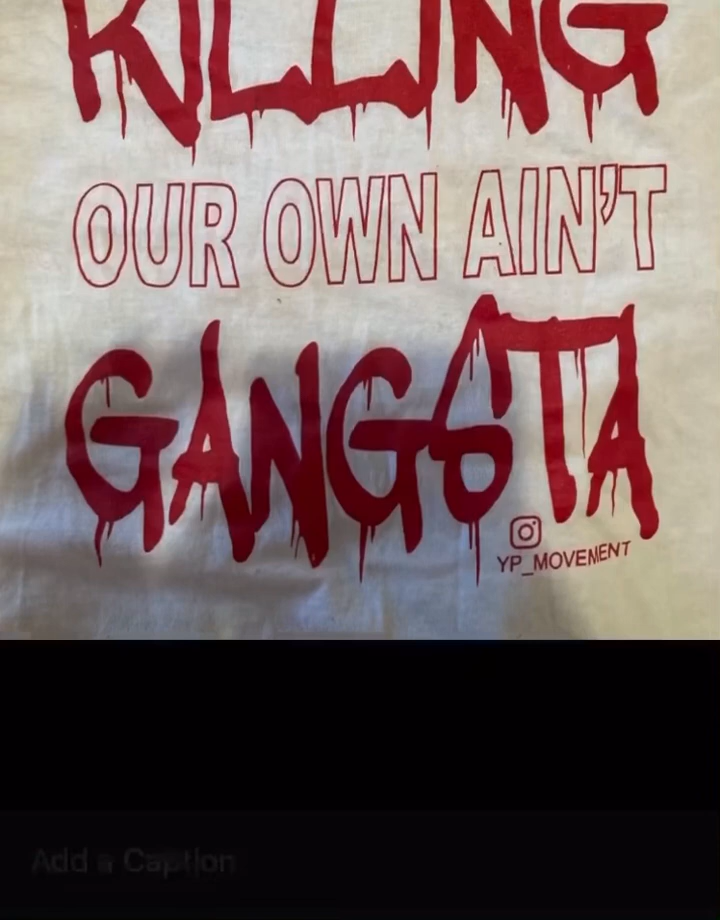 KILLING
OUR OWN AIN'T
GANGSTA
YP_MOVEMENT
Add a Caption